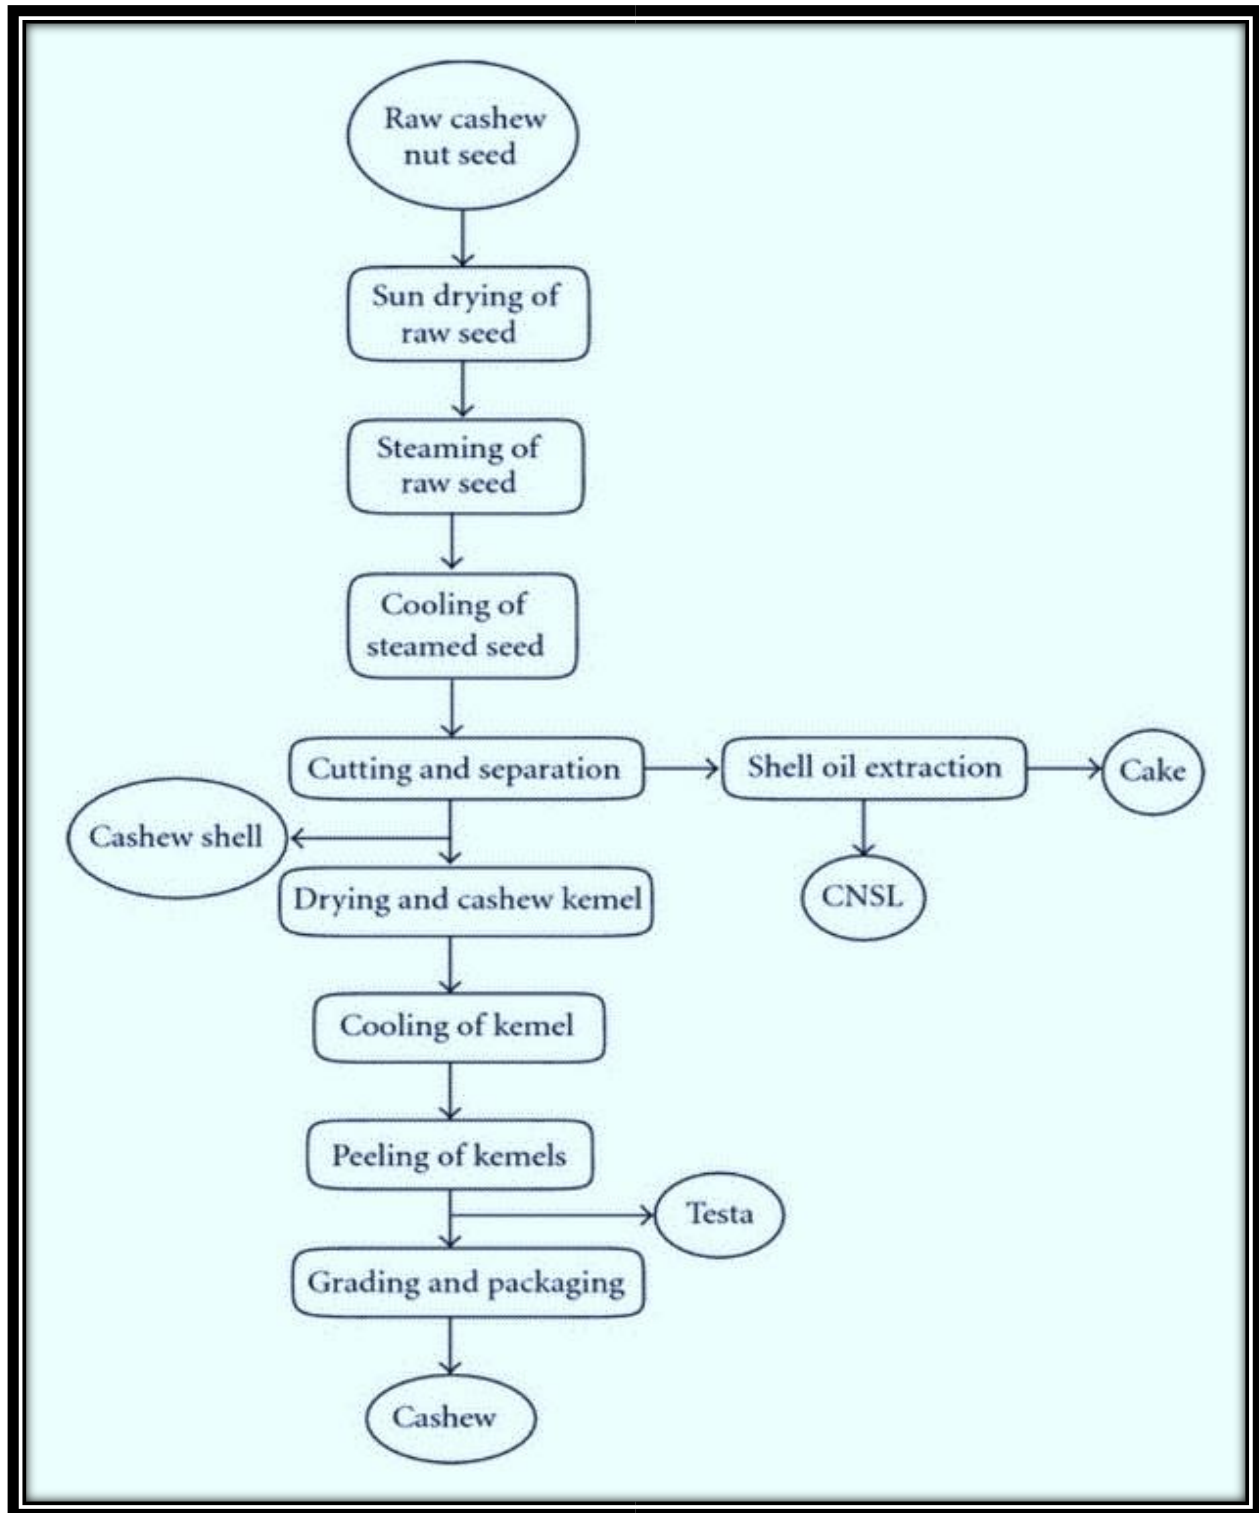 Raw cashew
nut seed
Sun drying of
raw seed
Steaming of
raw seed
Cooling of
steamed seed
Cutting and separation
Shell oil extraction
Cake
Cashew shell
CNSL
Drying and cashew kemel
Cooling of kemel
Peeling of kemels
Testa
Grading and packaging
Cashew